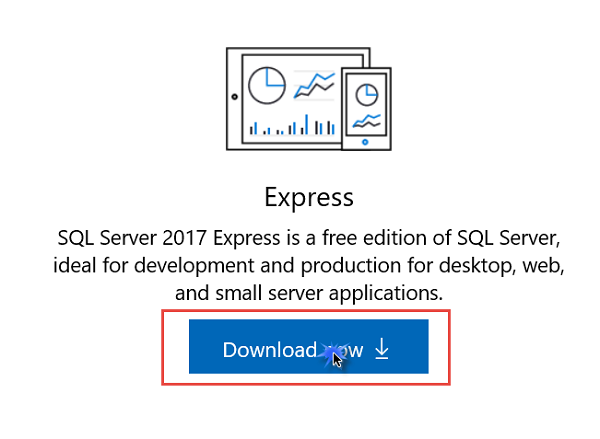 Express
SQL Server 2017 Express is a free edition of SQL Server,
ideal for development and production for desktop, web,
and small server applications.
Download now